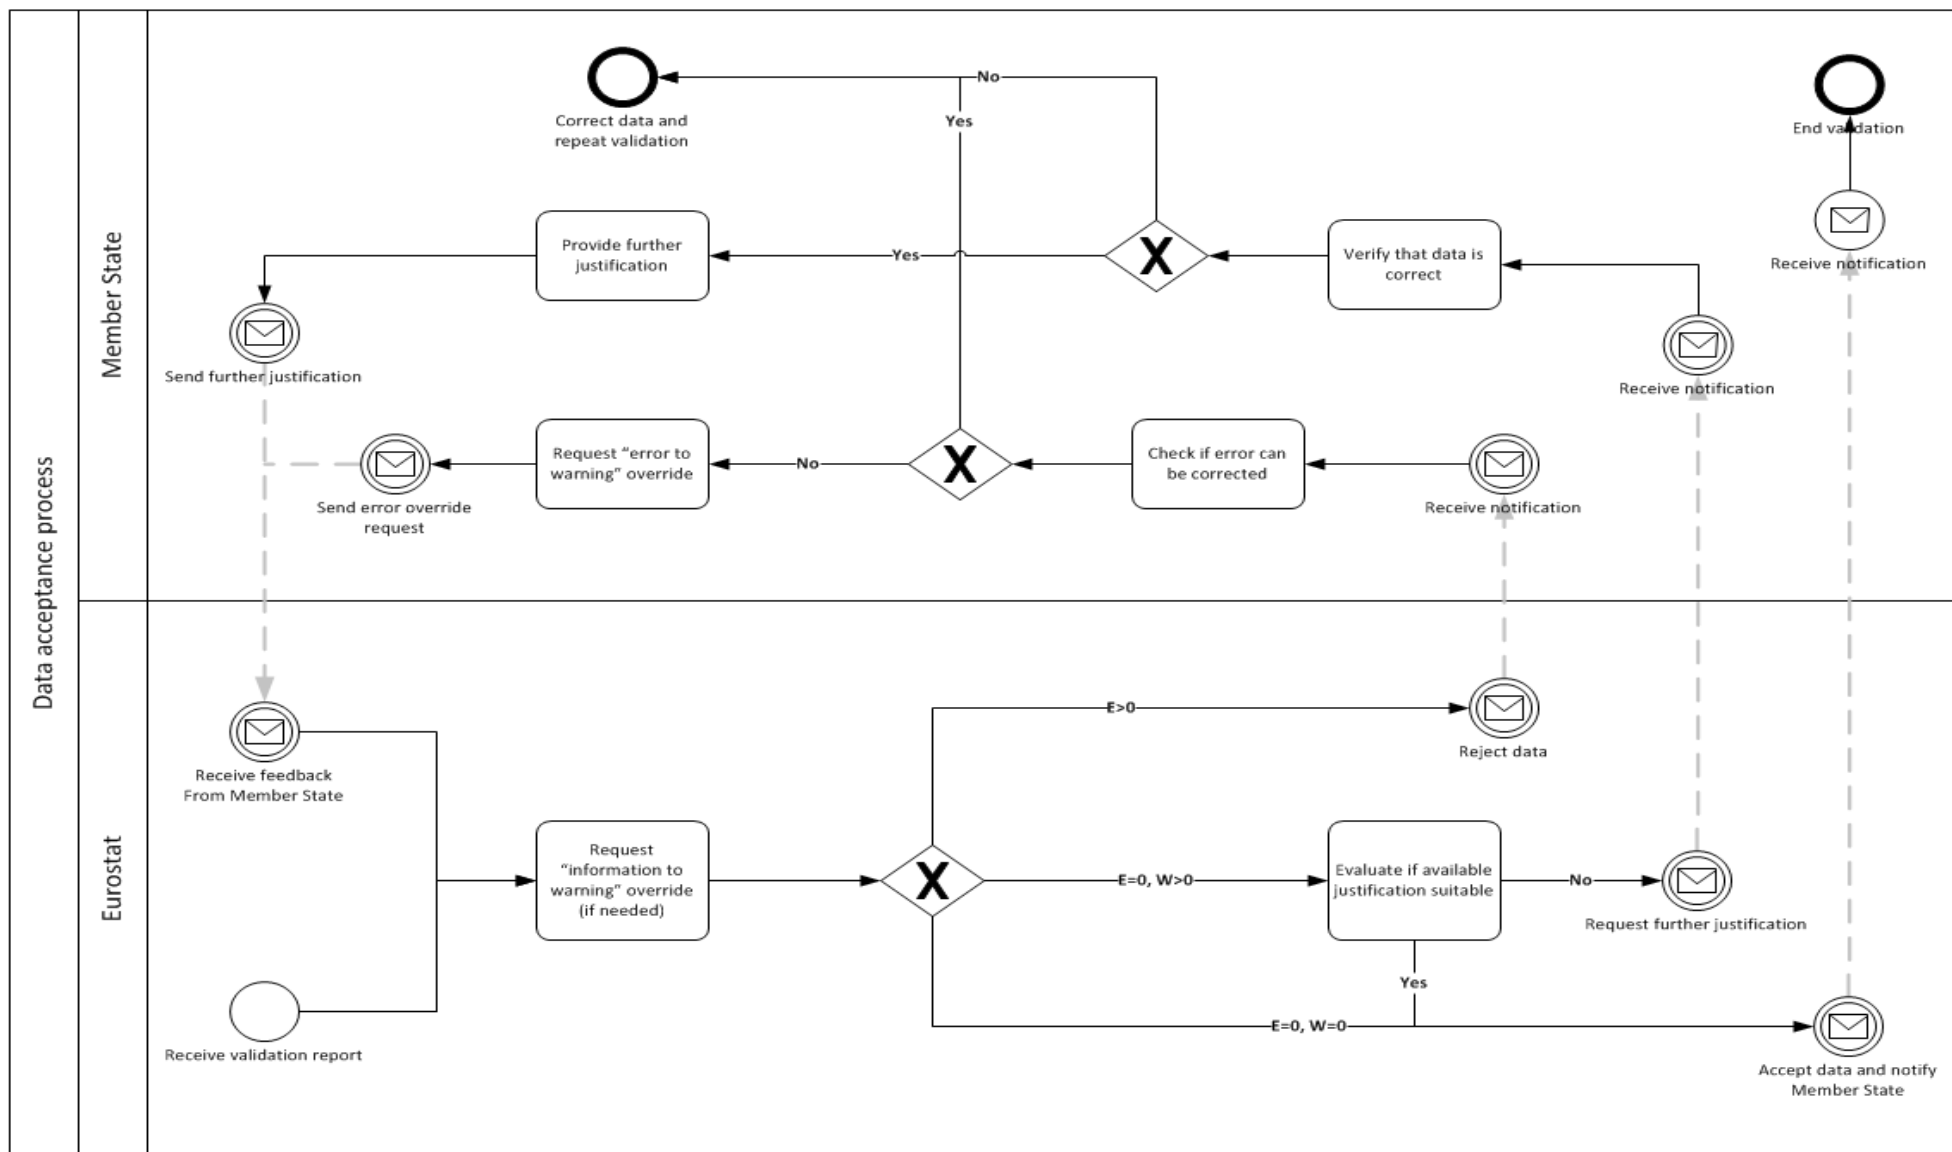 Data acceptance process
Member State
Eurostat
No
Correct data and
repeat validation
Yes
End validation
Provide further
justification
Yes
X
Verify that data is
correct
Receive notification
Send further justification
Receive notification
Send error override
request
Request “error to
warning” override
No
X
Check if error can
be corrected
Receive notification
Receive feedback
From Member State
E>0
Reject data
Request
“information to
warning” override
(if needed)
X
E=0, W>0
Evaluate if available
justification suitable
No
Request further justification
Yes
Receive validation report
E=0, W=0
Accept data and notify
Member State